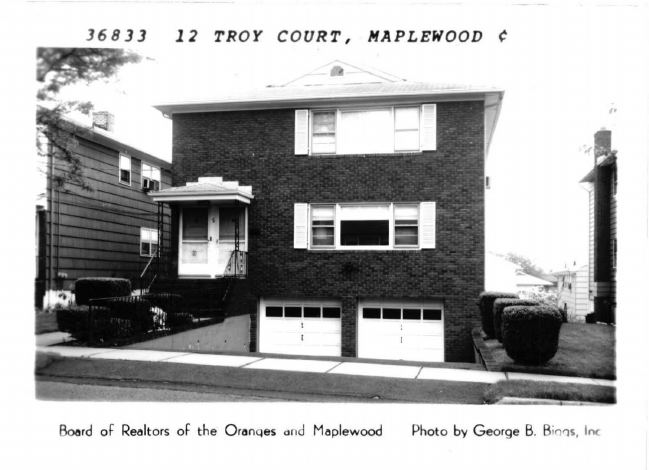 36833 12 TROY COURT, MAPLEWOOD ¢
Board of Realtors of the Oranges and Maplewood Photo by George B. Biggs, Inc